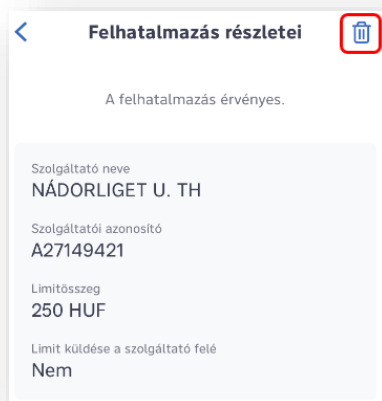 Felhatalmazás részletei
A felhatalmazás érvényes.
Szolgáltató neve
NÁDORLIGET U. TH
Szolgáltatói azonosító
A27149421
Limitösszeg
250 HUF
Limit küldése a szolgáltató felé
Nem